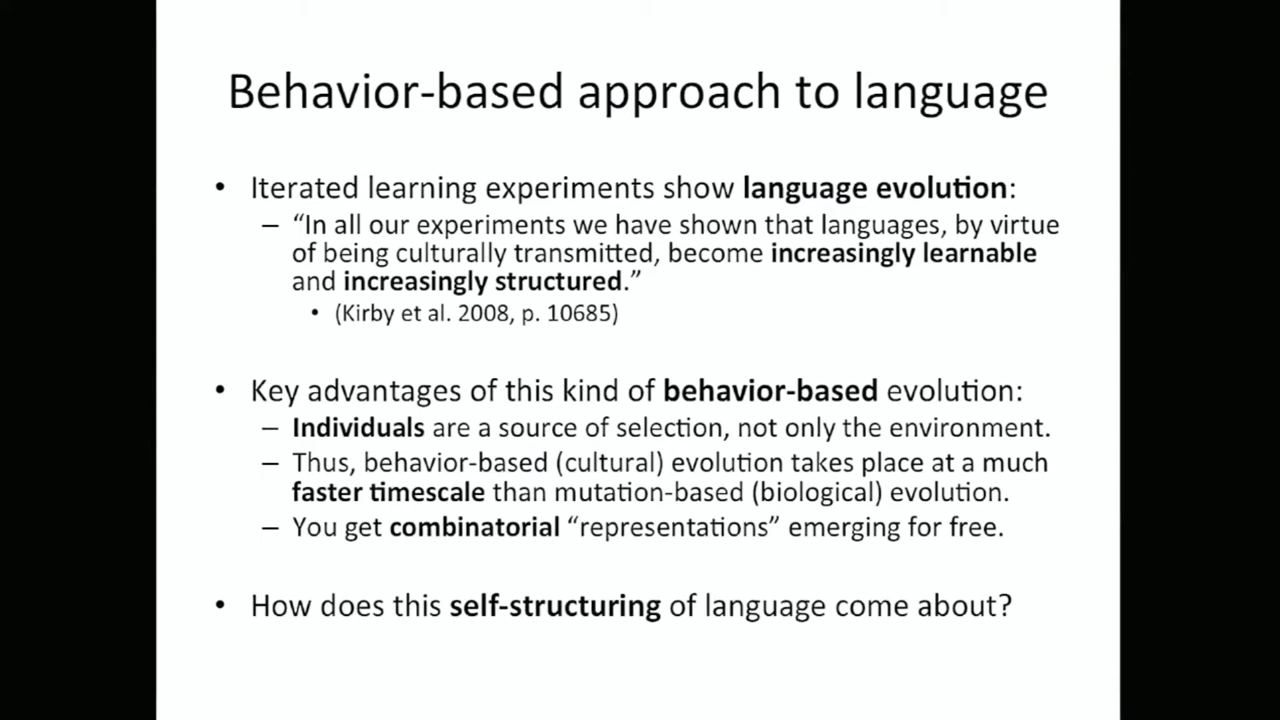 Behavior-based approach to language
• Iterated learning experiments show language evolution:
– “In all our experiments we have shown that languages, by virtue
of being culturally transmitted, become increasingly learnable
and increasingly structured.”
• (Kirby et al. 2008, p. 10685)
• Key advantages of this kind of behavior-based evolution:
– Individuals are a source of selection, not only the environment.
– Thus, behavior-based (cultural) evolution takes place at a much
faster timescale than mutation-based (biological) evolution.
– You get combinatorial “representations” emerging for free.
• How does this self-structuring of language come about?